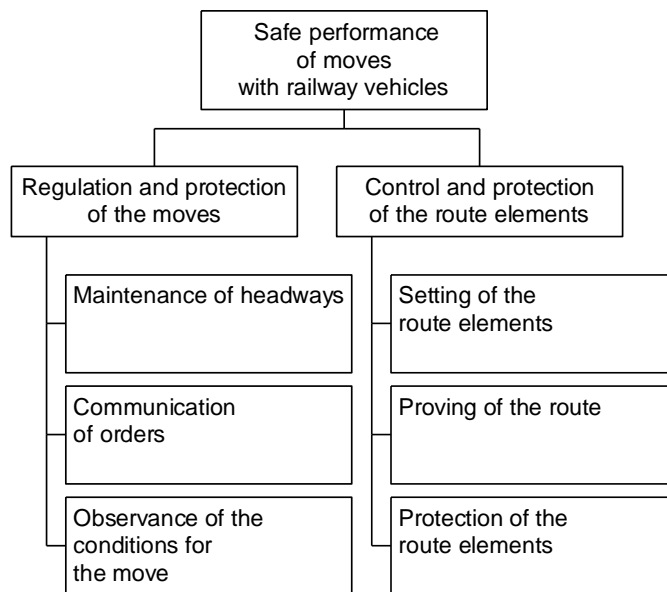 Safe performance
of moves
with railway vehicles
Regulation and protection
of the moves
Control and protection
of the route elements
Maintenance of headways
Communication
of orders
Observance of the
conditions for
the move
Setting of the
route elements
Proving of the route
Protection of the
route elements